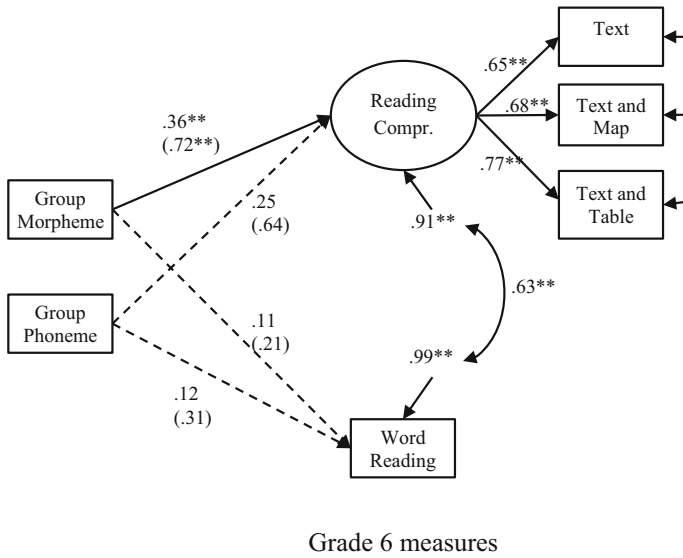 Text
.65**
Reading
Compr.
.68**
Text and
Map
.36**
(.72**)
.77**
Group
Morpheme
.25
(.64)
Text and
Table
.91**
.63**
Group
Phoneme
.11
(.21)
.99**
.12
(.31)
Word
Reading
Grade 6 measures